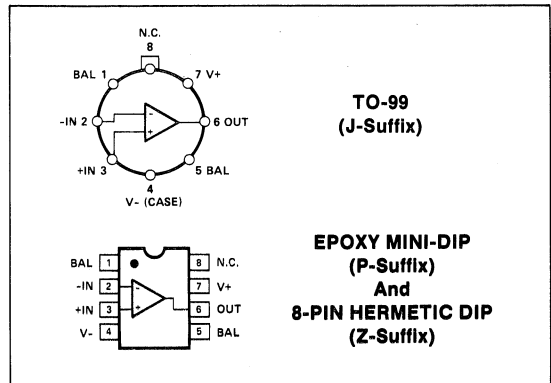 N.C.
8
BAL 1
7 V+
-IN 2
6 OUT
+IN 3
5 BAL
4
V- (CASE)
- 
+
TO-99
(J-Suffix)
BAL 1
8 N.C.
-IN 2
7 V+
+IN 3
6 OUT
V- 4
5 BAL
-
+
EPOXY MINI-DIP
(P-Suffix)
And
8-PIN HERMETIC DIP
(Z-Suffix)